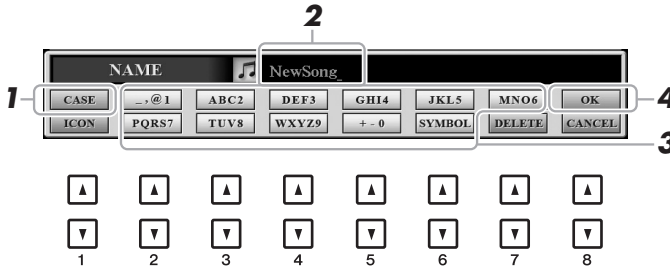 2
NAME NewSong_
1 CASE _,@1 ABC2 DEF3 GHI4 JKL5 MNO6 OK 4
ICON PQRS7 TUV8 WXYZ9 + - 0 SYMBOL DELETE CANCEL
3
1 2 3 4 5 6 7 8